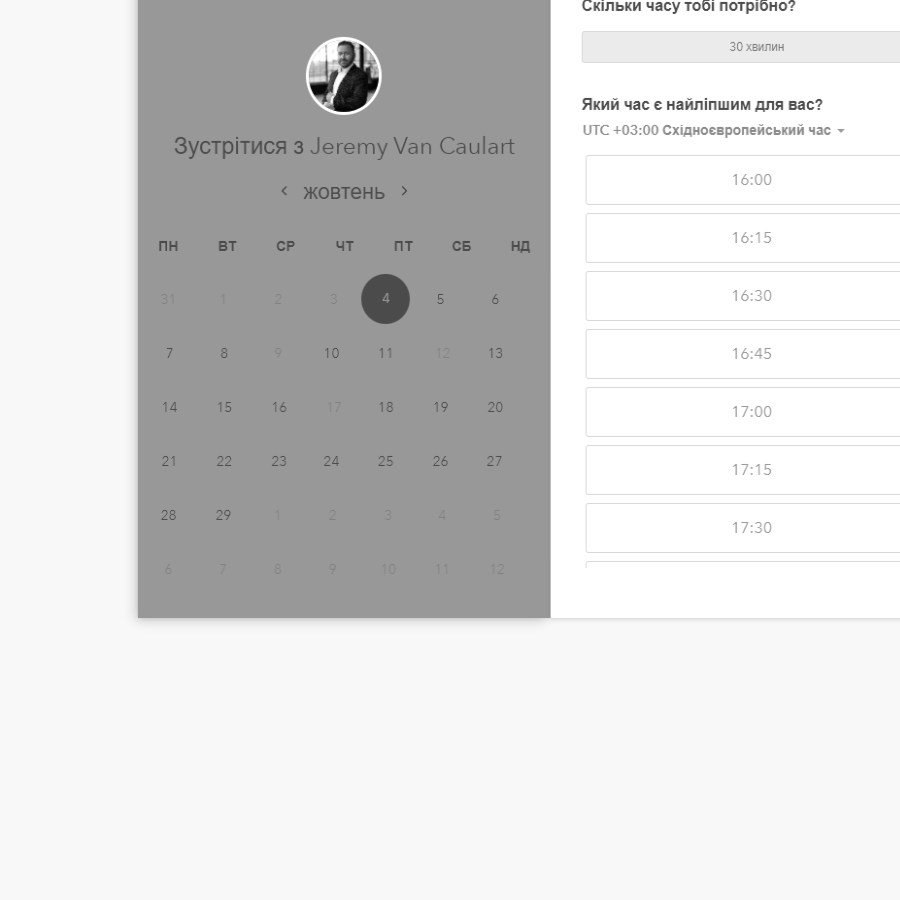 Зустрітися з Jeremy Van Caulart
жовтень
ПН ВТ СР ЧТ ПТ СБ НД
31 1 2 3 4 5 6
7 8 9 10 11 12 13
14 15 16 17 18 19 20
21 22 23 24 25 26 27
28 29 1 2 3 4 5
6 7 8 9 10 11 12
Скільки часу тобі потрібно?
30 хвилин
Який час є найліпшим для вас?
UTC +03:00 Східноєвропейський час
16:00
16:15
16:30
16:45
17:00
17:15
17:30